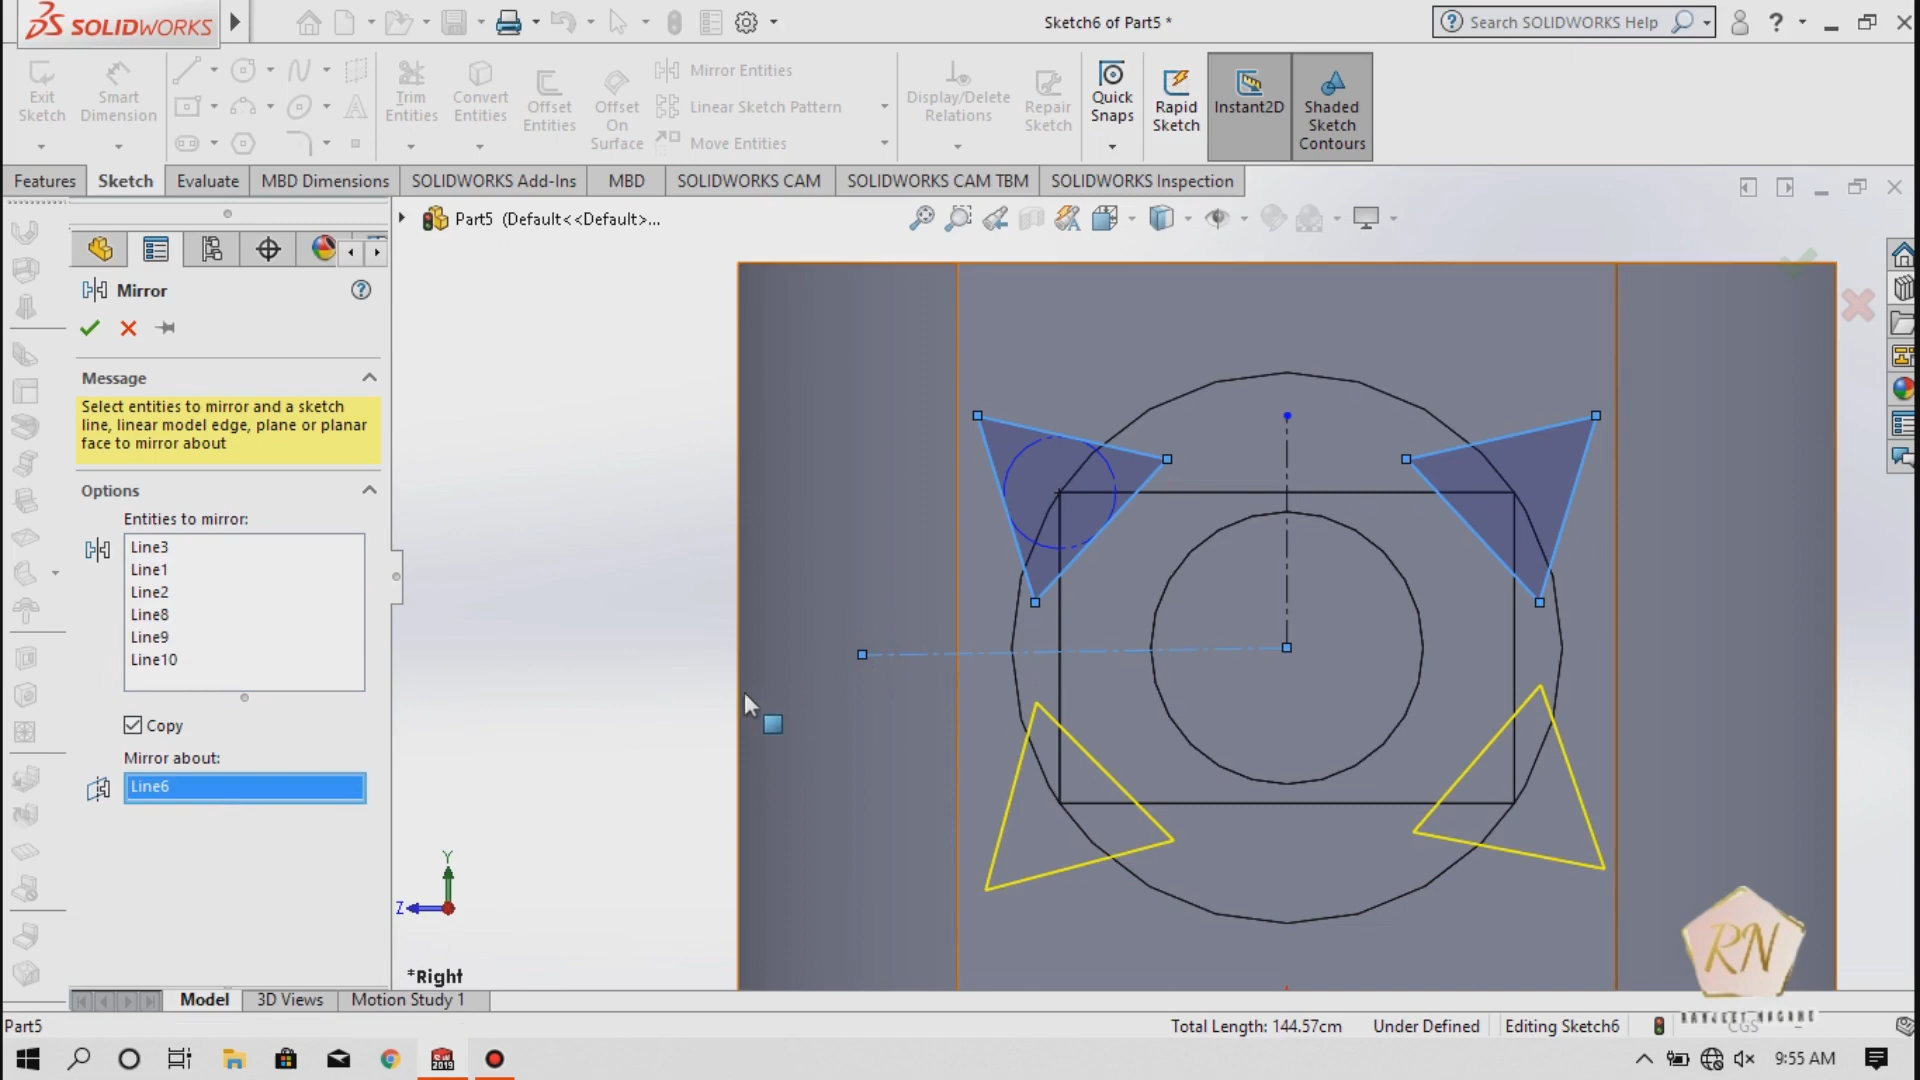 SOLIDWORKS
Sketch6 of Part5 *
Search SOLIDWORKS Help
Exit Sketch
Smart Dimension
Trim Entities
Convert Entities
Offset Entities
Offset On Surface
Mirror Entities
Linear Sketch Pattern
Move Entities
Display/Delete Relations
Repair Sketch
Quick Snaps
Rapid Sketch
Instant2D
Shaded Sketch Contours
Features
Sketch
Evaluate
MBD Dimensions
SOLIDWORKS Add-Ins
MBD
SOLIDWORKS CAM
SOLIDWORKS CAM TBM
SOLIDWORKS Inspection
Part5 (Default<<Default>...
Mirror
Message
Select entities to mirror and a sketch
line, linear model edge, plane or planar
face to mirror about
Options
Entities to mirror:
Line3
Line1
Line2
Line8
Line9
Line10
Copy
Mirror about:
Line6
Y
Z
*Right
RN
Model
3D Views
Motion Study 1
Part5
Total Length: 144.57cm
Under Defined
Editing Sketch6
CGS
SW
2019
9:55 AM